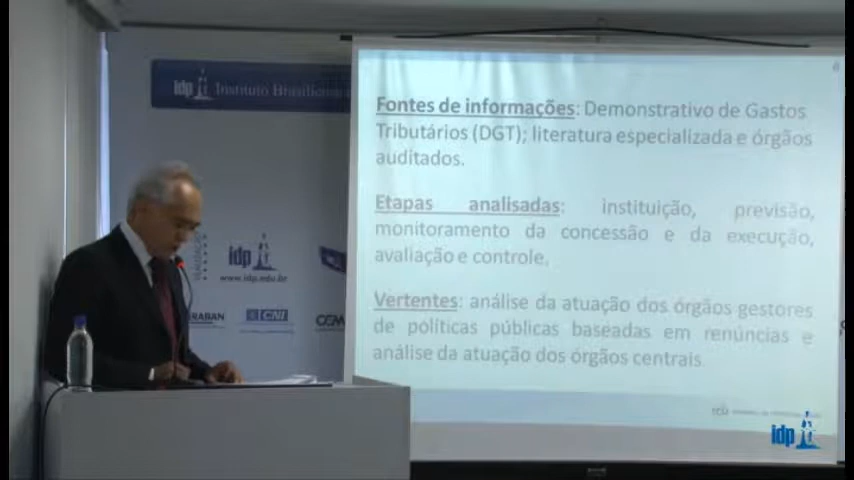 idp Instituto Brasiliense
Fontes de informações: Demonstrativo de Gastos
Tributários (DGT); literatura especializada e órgãos
auditados.
Etapas analisadas: instituição, previsão,
monitoramento da concessão e da execução,
avaliação e controle.
Vertentes: análise da atuação dos órgãos gestores
de políticas públicas baseadas em renúncias e
análise da atuação dos órgãos centrais.
idp
www.idp.edu.br
CNI
idp